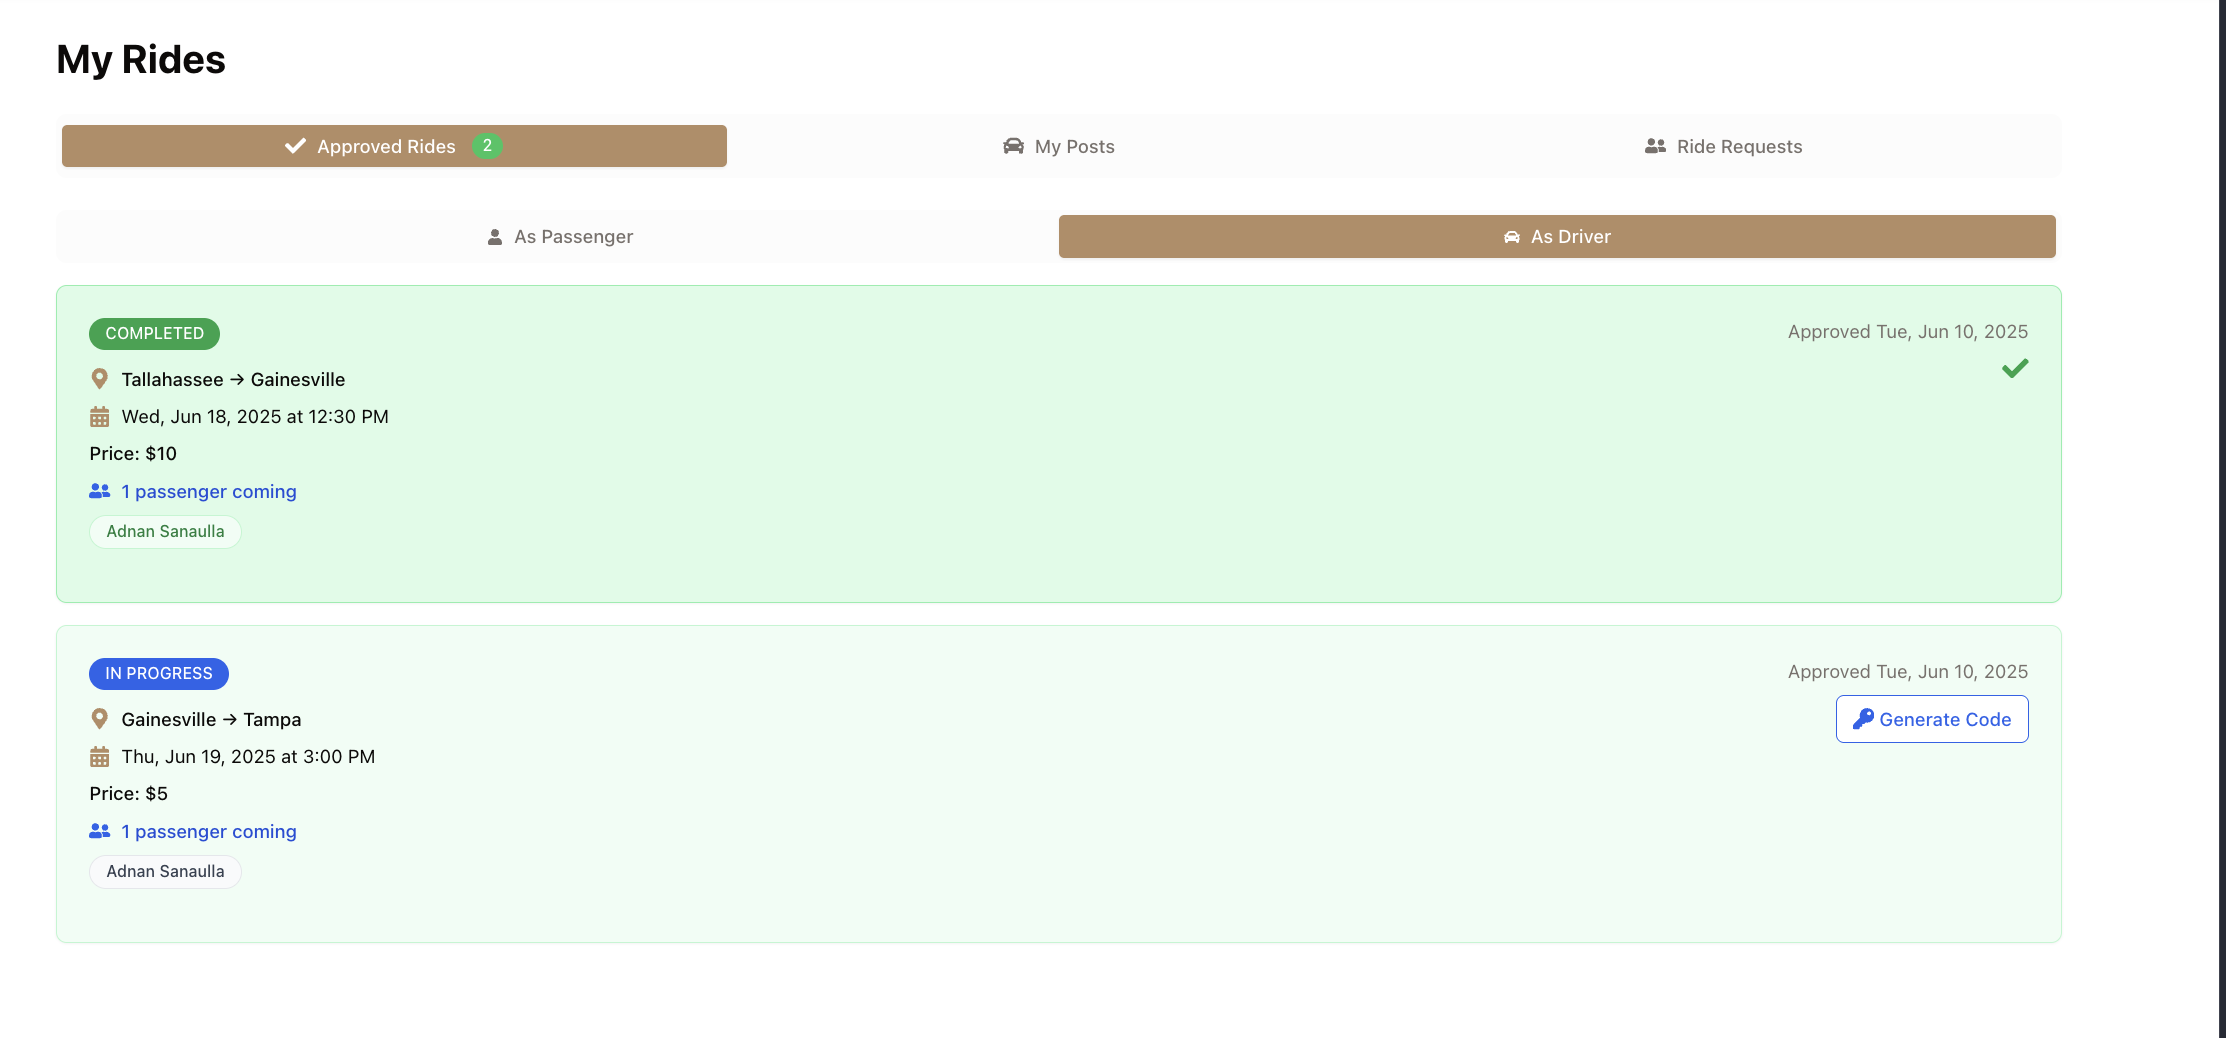 My Rides
Approved Rides 2
My Posts
Ride Requests
As Passenger
As Driver
COMPLETED
Approved Tue, Jun 10, 2025
Tallahassee → Gainesville
Wed, Jun 18, 2025 at 12:30 PM
Price: $10
1 passenger coming
Adnan Sanaulla
IN PROGRESS
Approved Tue, Jun 10, 2025
Generate Code
Gainesville → Tampa
Thu, Jun 19, 2025 at 3:00 PM
Price: $5
1 passenger coming
Adnan Sanaulla